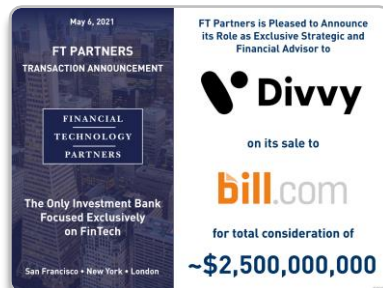 May 6, 2021
FT PARTNERS
TRANSACTION ANNOUNCEMENT
FINANCIAL
TECHNOLOGY
PARTNERS
The Only Investment Bank
Focused Exclusively
on FinTech
San Francisco • New York • London
FT Partners is Pleased to Announce
its Role as Exclusive Strategic and
Financial Advisor to
Divvy
on its sale to
bill.com
for total consideration of
~$2,500,000,000